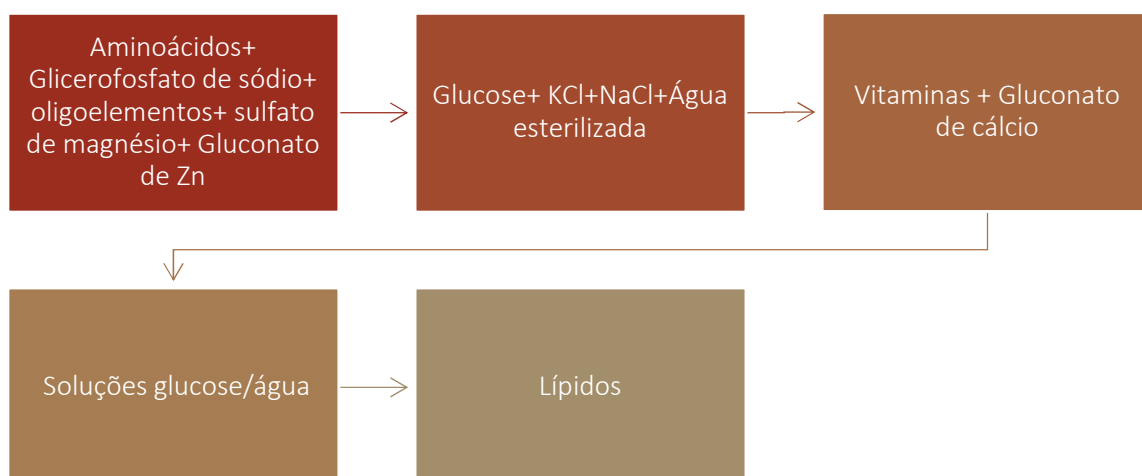 Aminoácidos+
Glicerofosfato de sódio+
oligoelementos+ sulfato
de magnésio+ Gluconato
de Zn
Glucose+ KCl+NaCl+Água
esterilizada
Vitaminas + Gluconato
de cálcio
Soluções glucose/água
Lípidos